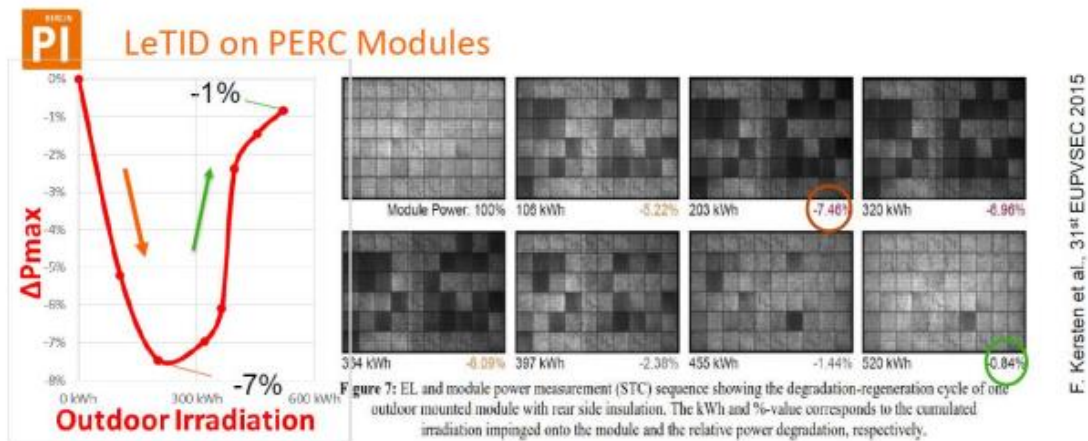 BERLIN
PI
LeTID on PERC Modules
0%
-1%
-2%
-3%
-4%
-5%
-6%
-7%
-8%
-1%
-7%
ΔPmax
0 kWh
300 kWh
600 kWh
Outdoor Irradiation
Module Power: 100%
106 kWh
-5.22%
203 kWh
-7.46%
320 kWh
-6.96%
364 kWh
-6.09%
397 kWh
-2.38%
455 kWh
-1.44%
520 kWh
-0.84%
Figure 7: EL and module power measurement (STC) sequence showing the degradation-regeneration cycle of one
outdoor mounted module with rear side insulation. The kWh and %-value corresponds to the cumulated
irradiation impinged onto the module and the relative power degradation, respectively.
F. Kersten et al., 31st EUPVSEC 2015